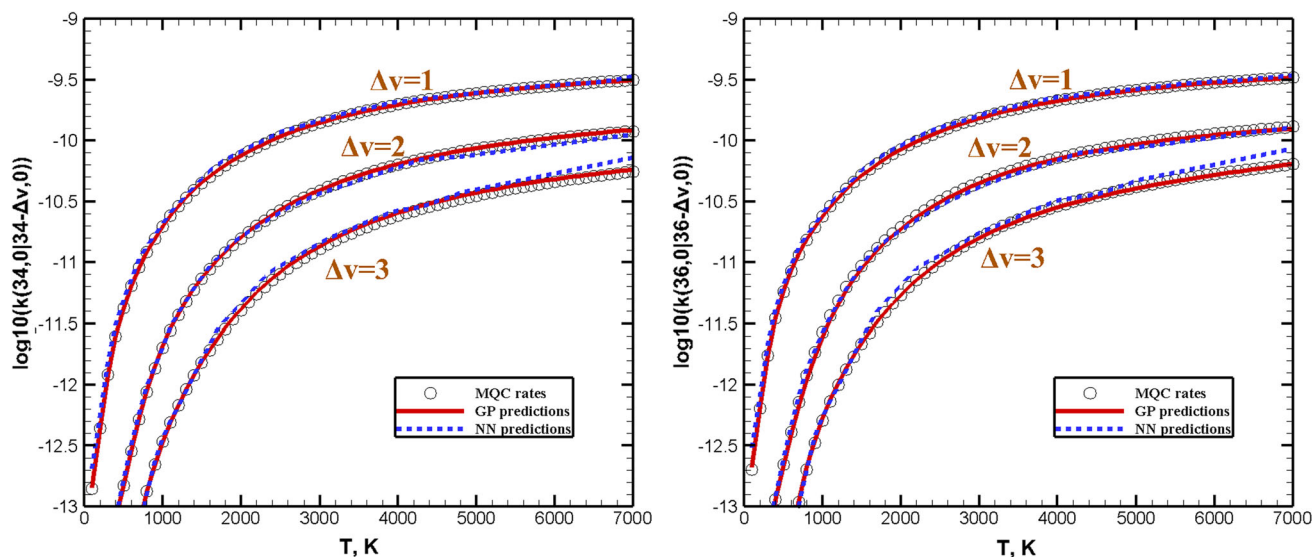 -9
-9.5
-10
-10.5
-11
-11.5
-12
-12.5
-13
log10(k(34,0|34-Δv,0))
Δv=1
Δv=2
Δv=3
MQC rates
GP predictions
NN predictions
0 1000 2000 3000 4000 5000 6000 7000
T, K
-9
-9.5
-10
-10.5
-11
-11.5
-12
-12.5
-13
log10(k(36,0|36-Δv,0))
Δv=1
Δv=2
Δv=3
MQC rates
GP predictions
NN predictions
0 1000 2000 3000 4000 5000 6000 7000
T, K